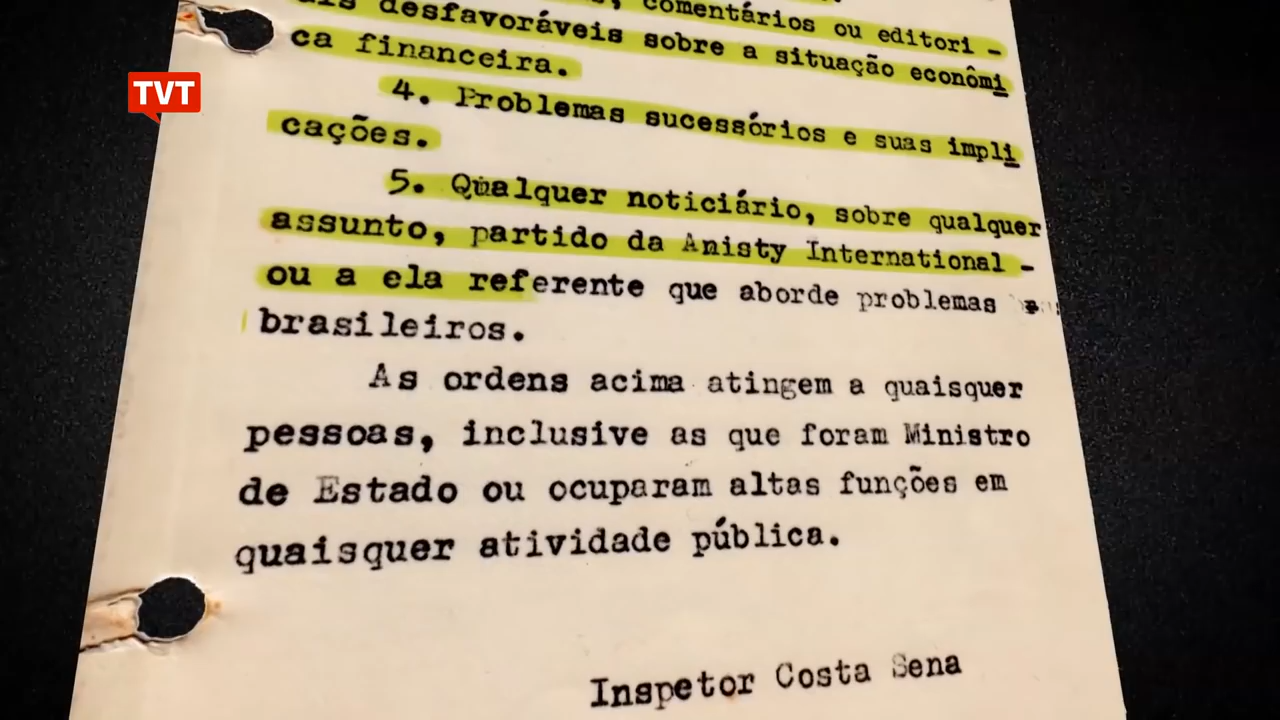 TVT
comentários ou editori -
ais desfavoráveis sobre a situação econômi
ca financeira.
4. Problemas sucessórios e suas impli
cações.
5. Qualquer noticiário, sobre qualquer
assunto, partido da Anisty International -
ou a ela referente que aborde problemas
brasileiros.
As ordens acima atingem a quaisquer
pessoas, inclusive as que foram Ministro
de Estado ou ocuparam altas funções em
quaisquer atividade pública.
Inspetor Costa Sena